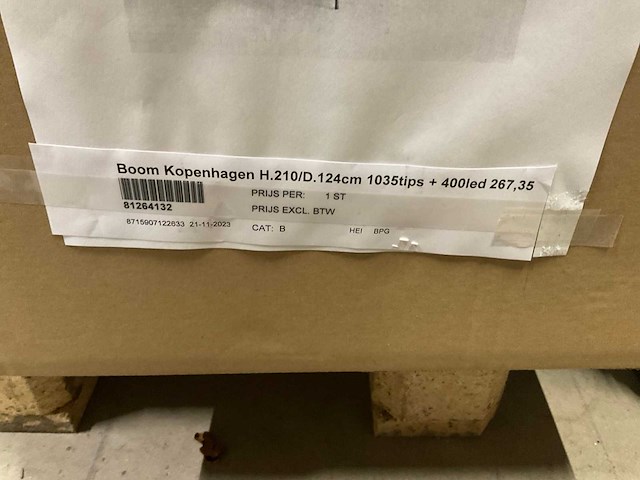 Boom Kopenhagen H.210/D.124cm 1035tips + 400led 267,35
PRIJS PER: 1 ST
81264132
PRIJS EXCL. BTW
8715907122633 21-11-2023
CAT: B HEI BPG